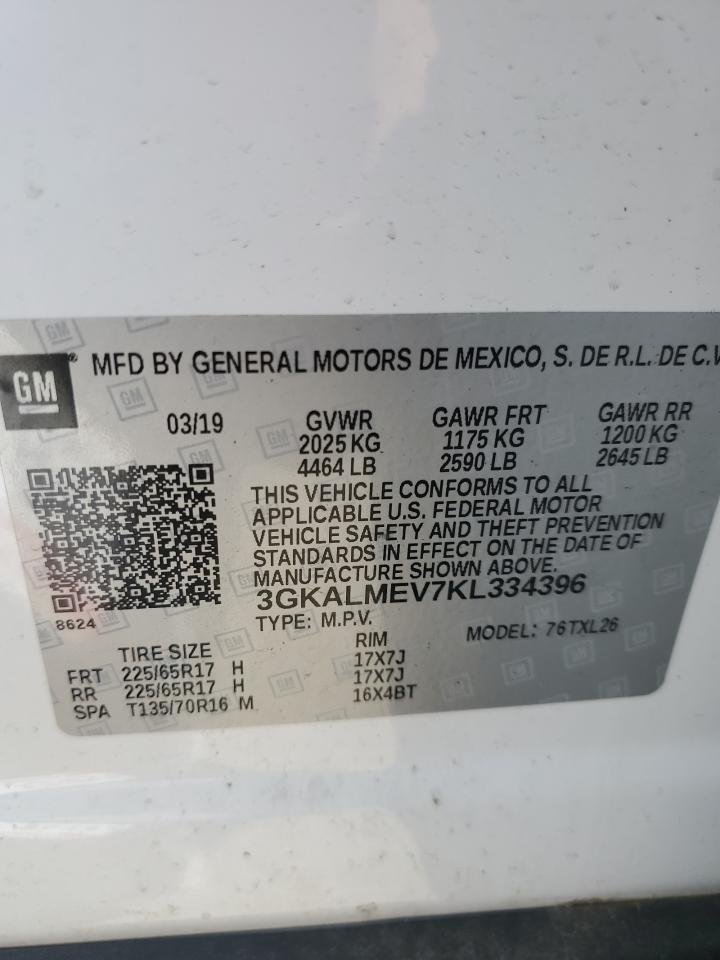 GM
® MFD BY GENERAL MOTORS DE MEXICO, S. DE R.L. DE C.V
03/19 GVWR GAWR FRT GAWR RR
2025 KG 1175 KG 1200 KG
4464 LB 2590 LB 2645 LB
THIS VEHICLE CONFORMS TO ALL
APPLICABLE U.S. FEDERAL MOTOR
VEHICLE SAFETY AND THEFT PREVENTION
STANDARDS IN EFFECT ON THE DATE OF
MANUFACTURE SHOWN ABOVE.
3GKALMEV7KL334396
8624
TYPE: M.P.V. MODEL: 76TXL26
TIRE SIZE RIM
FRT 225/65R17 H 17X7J
RR 225/65R17 H 17X7J
SPA T135/70R16 M 16X4BT